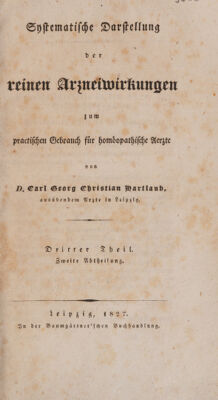 Systematische Darstellung
der
reinen Arzneiwirkungen
zum
practischen Gebrauch für homöopathische Aerzte
von
D. Carl Georg Christian Hartlaub,
ausübendem Arzte in Leipzig.
Dritter Theil.
Zweite Abtheilung.
Leipzig, 1827.
In der Baumgärtner'schen Buchhandlung.